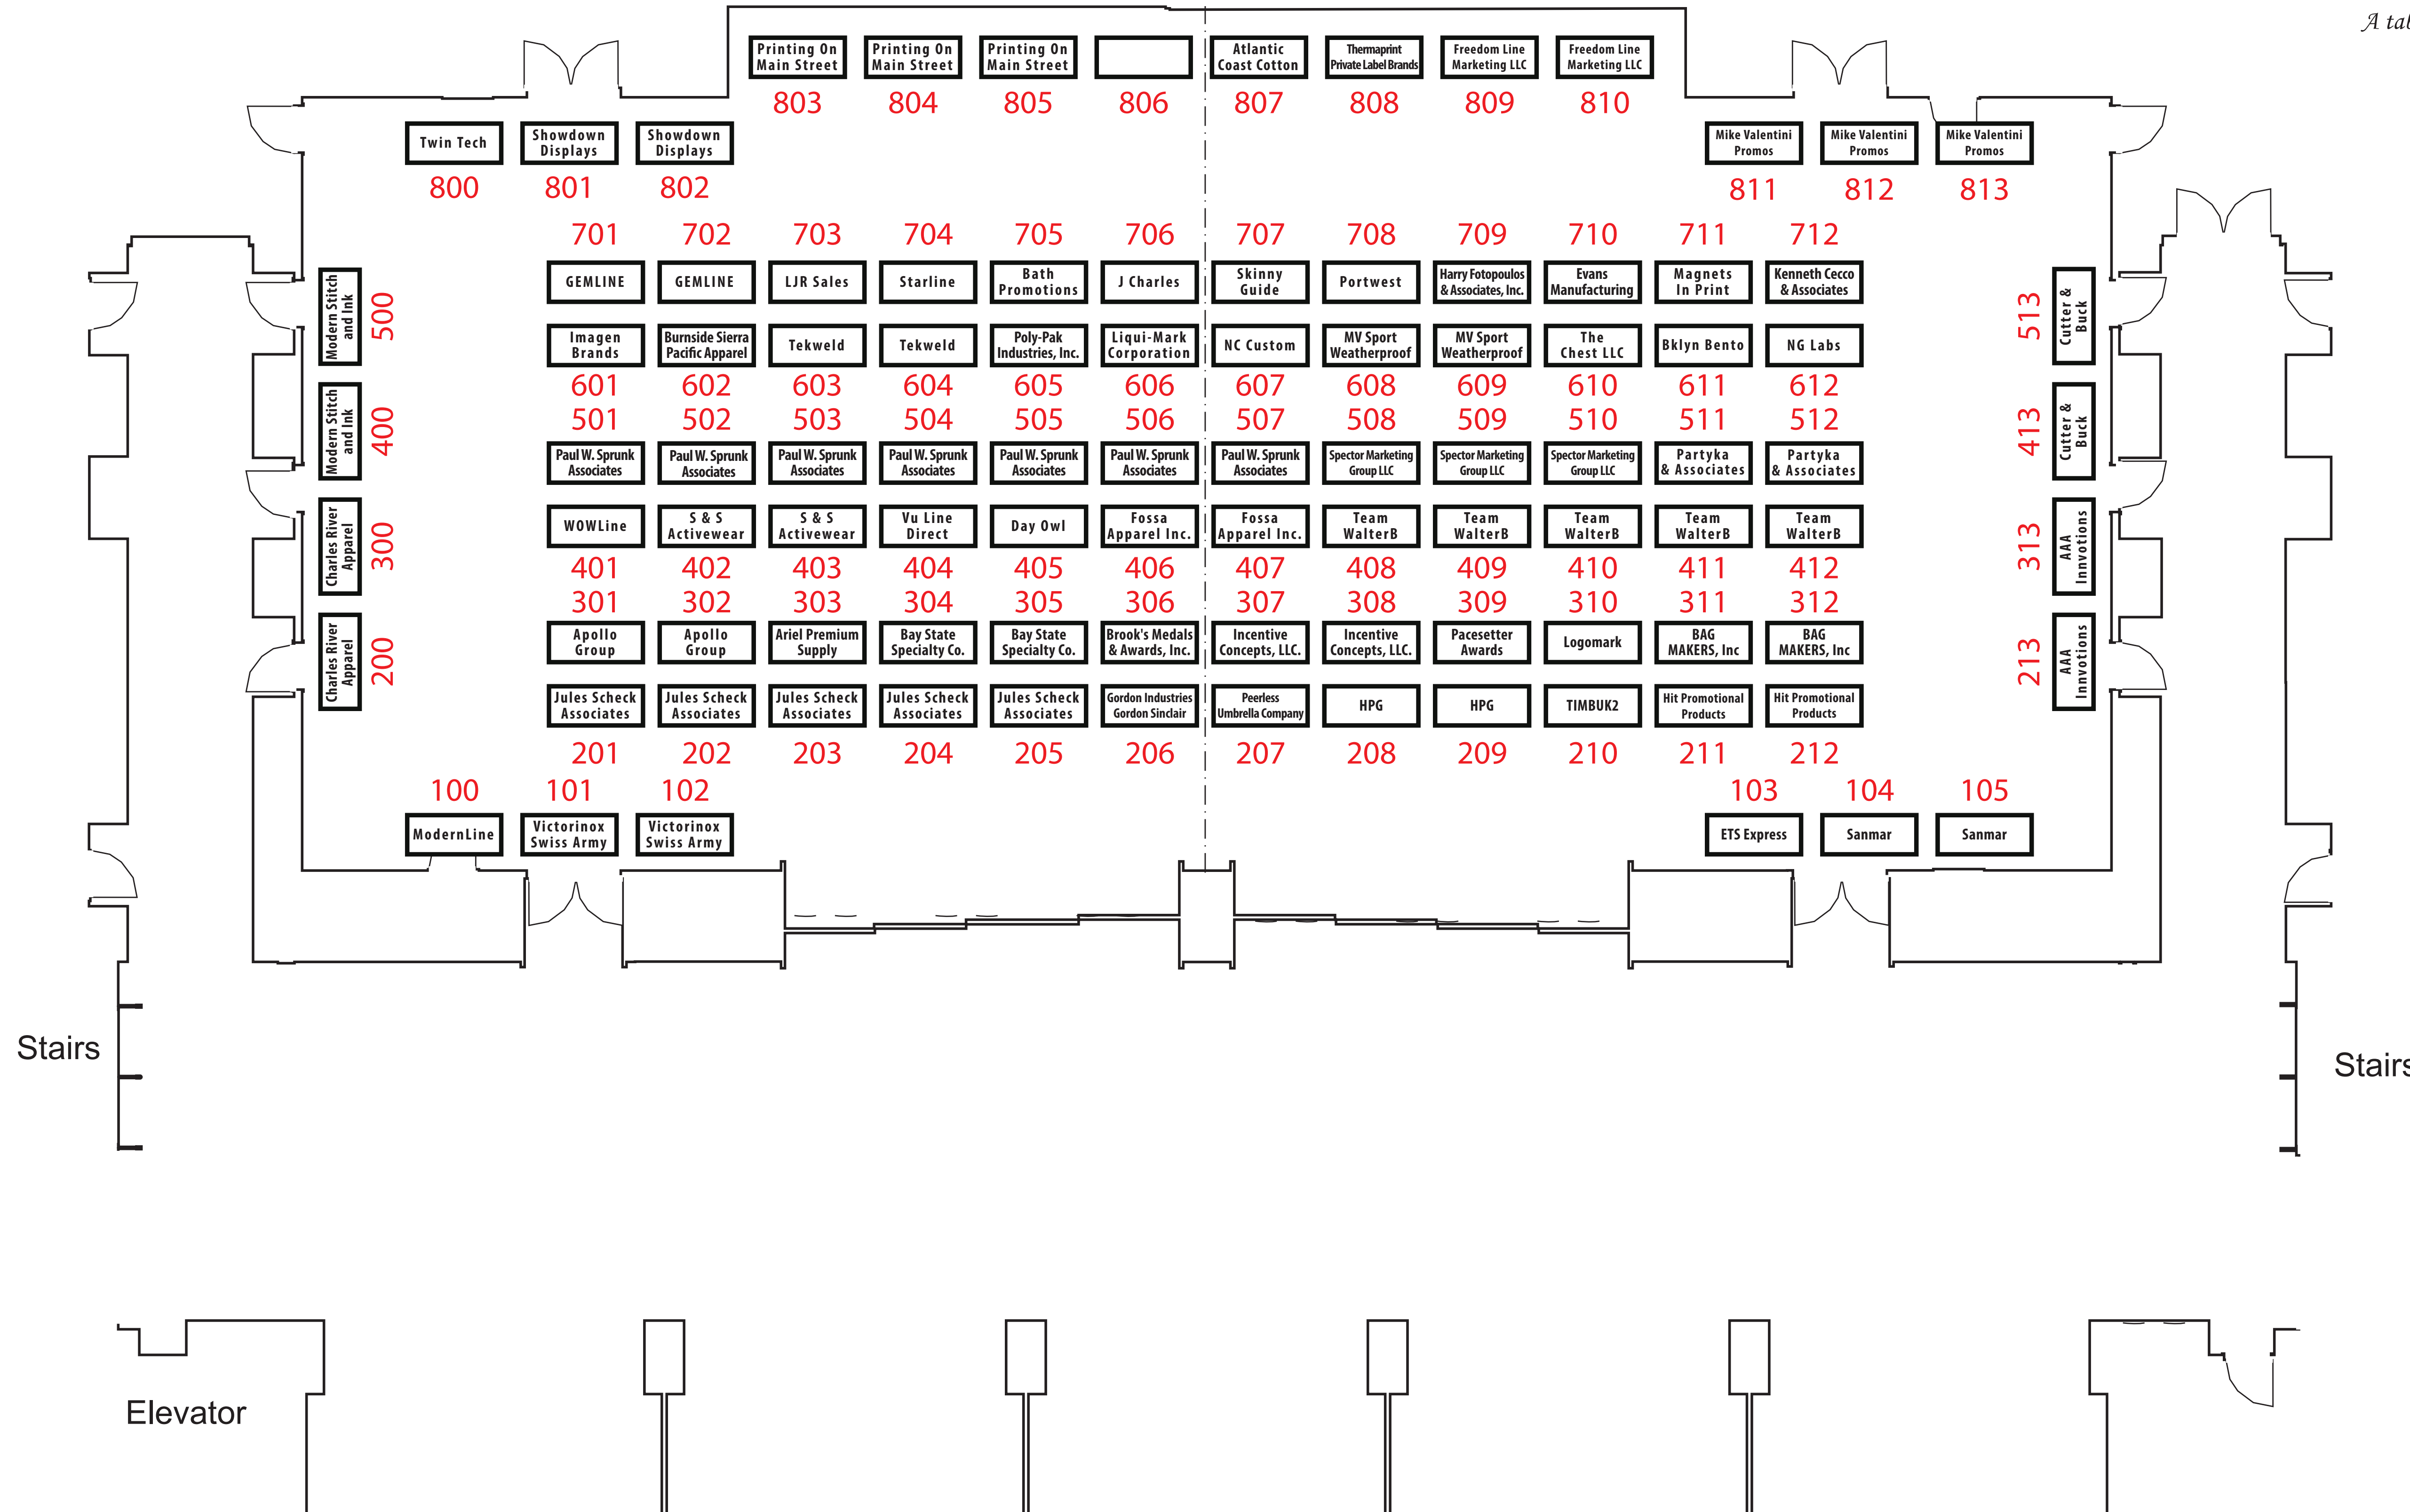 A tab
Printing On
Main Street
Printing On
Main Street
Printing On
Main Street
Atlantic
Coast Cotton
Thermaprint
Private Label Brands
Freedom Line
Marketing LLC
Freedom Line
Marketing LLC
803 804 805 806 807 808 809 810
Twin Tech
Showdown
Displays
Showdown
Displays
Mike Valentini
Promos
Mike Valentini
Promos
Mike Valentini
Promos
800 801 802 811 812 813
701 702 703 704 705 706 707 708 709 710 711 712
GEMLINE
GEMLINE
LJR Sales
Starline
Bath
Promotions
J Charles
Skinny
Guide
Portwest
Harry Fotopoulos
& Associates, Inc.
Evans
Manufacturing
Magnets
In Print
Kenneth Cecco
& Associates
Modern Stitch
and Ink
500
513
Cutter &
Buck
Imagen
Brands
Burnside Sierra
Pacific Apparel
Tekweld
Tekweld
Poly-Pak
Industries, Inc.
Liqui-Mark
Corporation
NC Custom
MV Sport
Weatherproof
MV Sport
Weatherproof
The
Chest LLC
Bklyn Bento
NG Labs
601 602 603 604 605 606 607 608 609 610 611 612
501 502 503 504 505 506 507 508 509 510 511 512
Modern Stitch
and Ink
400
413
Cutter &
Buck
Paul W. Sprunk
Associates
Paul W. Sprunk
Associates
Paul W. Sprunk
Associates
Paul W. Sprunk
Associates
Paul W. Sprunk
Associates
Paul W. Sprunk
Associates
Paul W. Sprunk
Associates
Spector Marketing
Group LLC
Spector Marketing
Group LLC
Spector Marketing
Group LLC
Partyka
& Associates
Partyka
& Associates
WOWLine
S & S
Activewear
S & S
Activewear
Vu Line
Direct
Day Owl
Fossa
Apparel Inc.
Fossa
Apparel Inc.
Team
WalterB
Team
WalterB
Team
WalterB
Team
WalterB
Team
WalterB
Charles River
Apparel
300
313
AAA
Innvotions
401 402 403 404 405 406 407 408 409 410 411 412
301 302 303 304 305 306 307 308 309 310 311 312
Apollo
Group
Apollo
Group
Ariel Premium
Supply
Bay State
Specialty Co.
Bay State
Specialty Co.
Brook's Medals
& Awards, Inc.
Incentive
Concepts, LLC.
Incentive
Concepts, LLC.
Pacesetter
Awards
Logomark
BAG
MAKERS, Inc
BAG
MAKERS, Inc
Charles River
Apparel
200
213
AAA
Innvotions
Jules Scheck
Associates
Jules Scheck
Associates
Jules Scheck
Associates
Jules Scheck
Associates
Jules Scheck
Associates
Gordon Industries
Gordon Sinclair
Peerless
Umbrella Company
HPG
HPG
TIMBUK2
Hit Promotional
Products
Hit Promotional
Products
201 202 203 204 205 206 207 208 209 210 211 212
100 101 102 103 104 105
ModernLine
Victorinox
Swiss Army
Victorinox
Swiss Army
ETS Express
Sanmar
Sanmar
Stairs
Stairs
Elevator